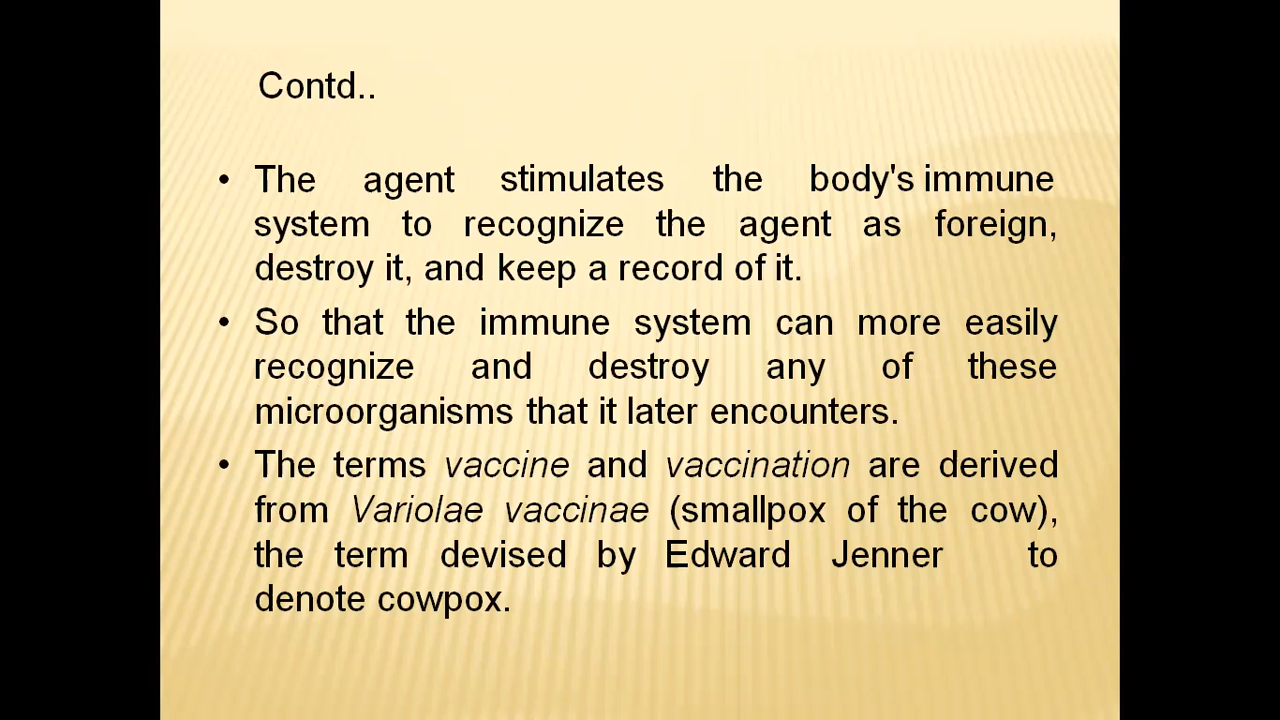 Contd..
• The agent stimulates the body's immune
system to recognize the agent as foreign,
destroy it, and keep a record of it.
• So that the immune system can more easily
recognize and destroy any of these
microorganisms that it later encounters.
• The terms vaccine and vaccination are derived
from Variolae vaccinae (smallpox of the cow),
the term devised by Edward Jenner to
denote cowpox.